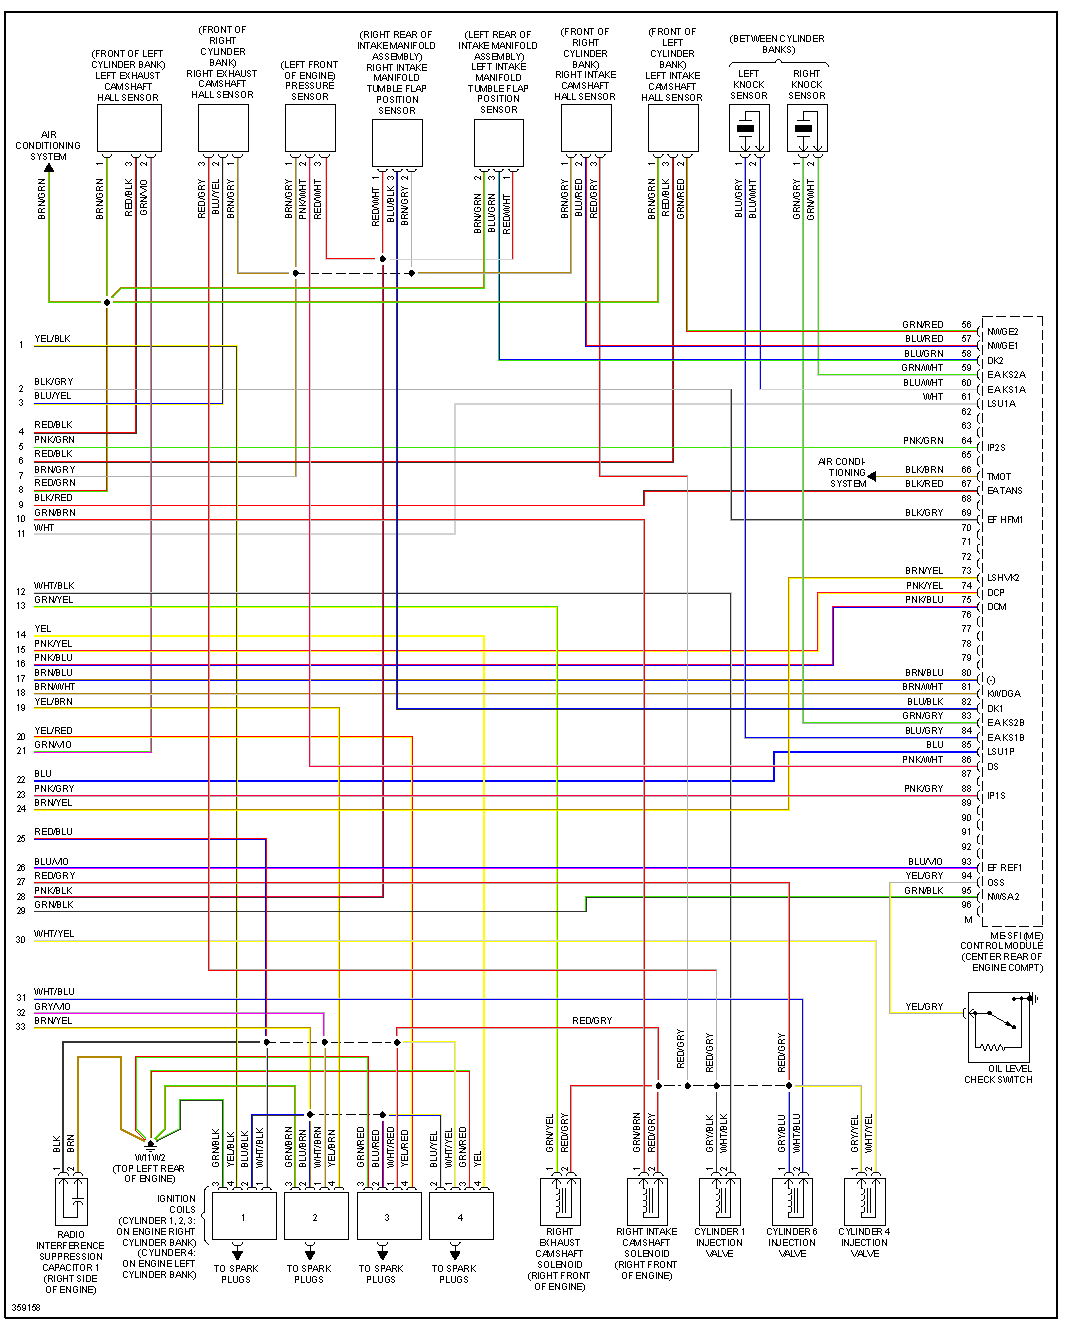 (FRONT OF LEFT
CYLINDER BANK)
LEFT EXHAUST
CAMSHAFT
HALL SENSOR
(FRONT OF
RIGHT
CYLINDER
BANK)
RIGHT EXHAUST
CAMSHAFT
HALL SENSOR
(LEFT FRONT
OF ENGINE)
PRESSURE
SENSOR
(RIGHT REAR OF
INTAKE MANIFOLD
ASSEMBLY)
RIGHT INTAKE
MANIFOLD
TUMBLE FLAP
POSITION
SENSOR
(LEFT REAR OF
INTAKE MANIFOLD
ASSEMBLY)
LEFT INTAKE
MANIFOLD
TUMBLE FLAP
POSITION
SENSOR
(FRONT OF
RIGHT
CYLINDER
BANK)
RIGHT INTAKE
CAMSHAFT
HALL SENSOR
(FRONT OF
LEFT
CYLINDER
BANK)
LEFT INTAKE
CAMSHAFT
HALL SENSOR
(BETWEEN CYLINDER
BANKS)
LEFT
KNOCK
SENSOR
RIGHT
KNOCK
SENSOR
AIR
CONDITIONING
SYSTEM
1 3 2
3 2 1
1 2 3
1 3 2
2 3 1
1 2 3
1 3 2
1 2
1 2
BRN/GRN
BRN/GRN
RED/BLK
GRN/VIO
RED/GRY
BLU/YEL
BRN/GRY
BRN/GRY
PNK/WHT
RED/WHT
RED/WHT
BLU/BLK
BRN/GRY
BRN/GRN
BLU/GRN
RED/WHT
BRN/GRY
BLU/RED
RED/GRY
BRN/GRN
RED/BLK
GRN/RED
BLU/GRY
BLU/WHT
GRN/GRY
GRN/WHT
1 YEL/BLK
2 BLK/GRY
3 BLU/YEL
4 RED/BLK
5 PNK/GRN
6 RED/BLK
7 BRN/GRY
8 RED/GRN
9 BLK/RED
10 GRN/BRN
11 WHT
12 WHT/BLK
13 GRN/YEL
14 YEL
15 PNK/YEL
16 PNK/BLU
17 BRN/BLU
18 BRN/WHT
19 YEL/BRN
20 YEL/RED
21 GRN/VIO
22 BLU
23 PNK/GRY
24 BRN/YEL
25 RED/BLU
26 BLU/VIO
27 RED/GRY
28 PNK/BLK
29 GRN/BLK
30 WHT/YEL
31 WHT/BLU
32 GRY/VIO
33 BRN/YEL
GRN/RED 56 NWGE2
BLU/RED 57 NWGE1
BLU/GRN 58 DK2
GRN/WHT 59 EAKS2A
BLU/WHT 60 EAKS1A
WHT 61 LSU1A
62
63
PNK/GRN 64 IP2S
65
AIR CONDI-
TIONING
SYSTEM
BLK/BRN 66 TMOT
BLK/RED 67 EATANS
68
BLK/GRY 69 EF HFM1
70
71
72
BRN/YEL 73 LSHVK2
PNK/YEL 74 DCP
PNK/BLU 75 DCM
76
77
78
79
BRN/BLU 80 (-)
BRN/WHT 81 KWDGA
BLU/BLK 82 DK1
GRN/GRY 83 EAKS2B
BLU/GRY 84 EAKS1B
BLU 85 LSU1P
PNK/WHT 86 DS
87
PNK/GRY 88 IP1S
89
90
91
92
BLU/VIO 93 EF REF1
YEL/GRY 94 OSS
GRN/BLK 95 NWSA2
96
M
ME-SFI (ME)
CONTROL MODULE
(CENTER REAR OF
ENGINE COMPT)
YEL/GRY 1
OIL LEVEL
CHECK SWITCH
RED/GRY
RED/GRY
RED/GRY
RED/GRY
BLK
BRN
1 2
W11\W2
(TOP LEFT REAR
OF ENGINE)
GRN/BLK
YEL/BLK
BLU/BLK
WHT/BLK
3 4 2 1
GRN/BRN
BLU/BRN
WHT/BRN
YEL/BRN
3 2 1 4
GRN/RED
BLU/RED
WHT/RED
YEL/RED
3 2 1 4
BLU/YEL
WHT/YEL
GRN/RED
YEL
2 1 3 4
GRN/YEL
RED/GRY
1 2
GRN/BRN
RED/GRY
1 2
GRY/BLK
WHT/BLK
1 2
GRY/BLU
WHT/BLU
1 2
GRY/YEL
WHT/YEL
1 2
RADIO
INTERFERENCE
SUPPRESSION
CAPACITOR 1
(RIGHT SIDE
OF ENGINE)
IGNITION
COILS
(CYLINDER 1, 2, 3:
ON ENGINE RIGHT
CYLINDER BANK)
(CYLINDER 4:
ON ENGINE LEFT
CYLINDER BANK)
1
2
3
4
TO SPARK
PLUGS
TO SPARK
PLUGS
TO SPARK
PLUGS
TO SPARK
PLUGS
RIGHT
EXHAUST
CAMSHAFT
SOLENOID
(RIGHT FRONT
OF ENGINE)
RIGHT INTAKE
CAMSHAFT
SOLENOID
(RIGHT FRONT
OF ENGINE)
CYLINDER 1
INJECTION
VALVE
CYLINDER 6
INJECTION
VALVE
CYLINDER 4
INJECTION
VALVE
359158